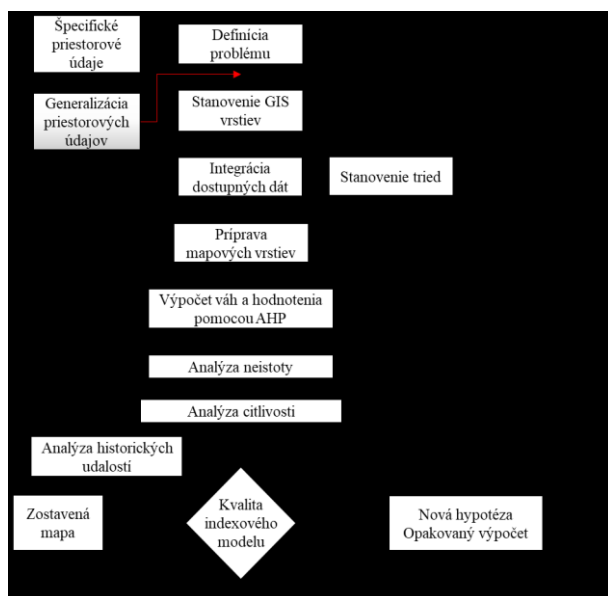 Špecifické
priestorové
údaje
Definícia
problému
Generalizácia
priestorových
údajov
Stanovenie GIS
vrstiev
Integrácia
dostupných dát
Stanovenie tried
Príprava
mapových vrstiev
Výpočet váh a hodnotenia
pomocou AHP
Analýza neistoty
Analýza citlivosti
Analýza historických
udalostí
Zostavená
mapa
Kvalita
indexového
modelu
Nová hypotéza
Opakovaný výpočet